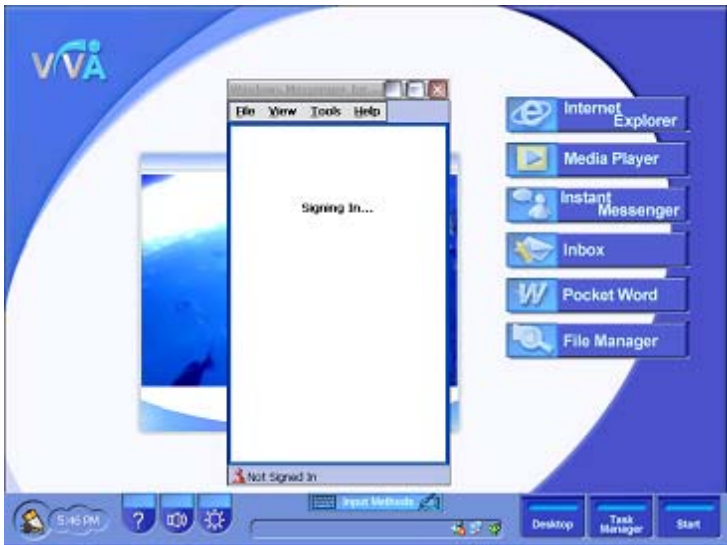 VIVA
File View Tools Help
Signing In...
Not Signed In
Internet
Explorer
Media Player
Instant
Messenger
Inbox
Pocket Word
File Manager
5:45 PM
?
Input Methods
Desktop
Task
Manager
Start